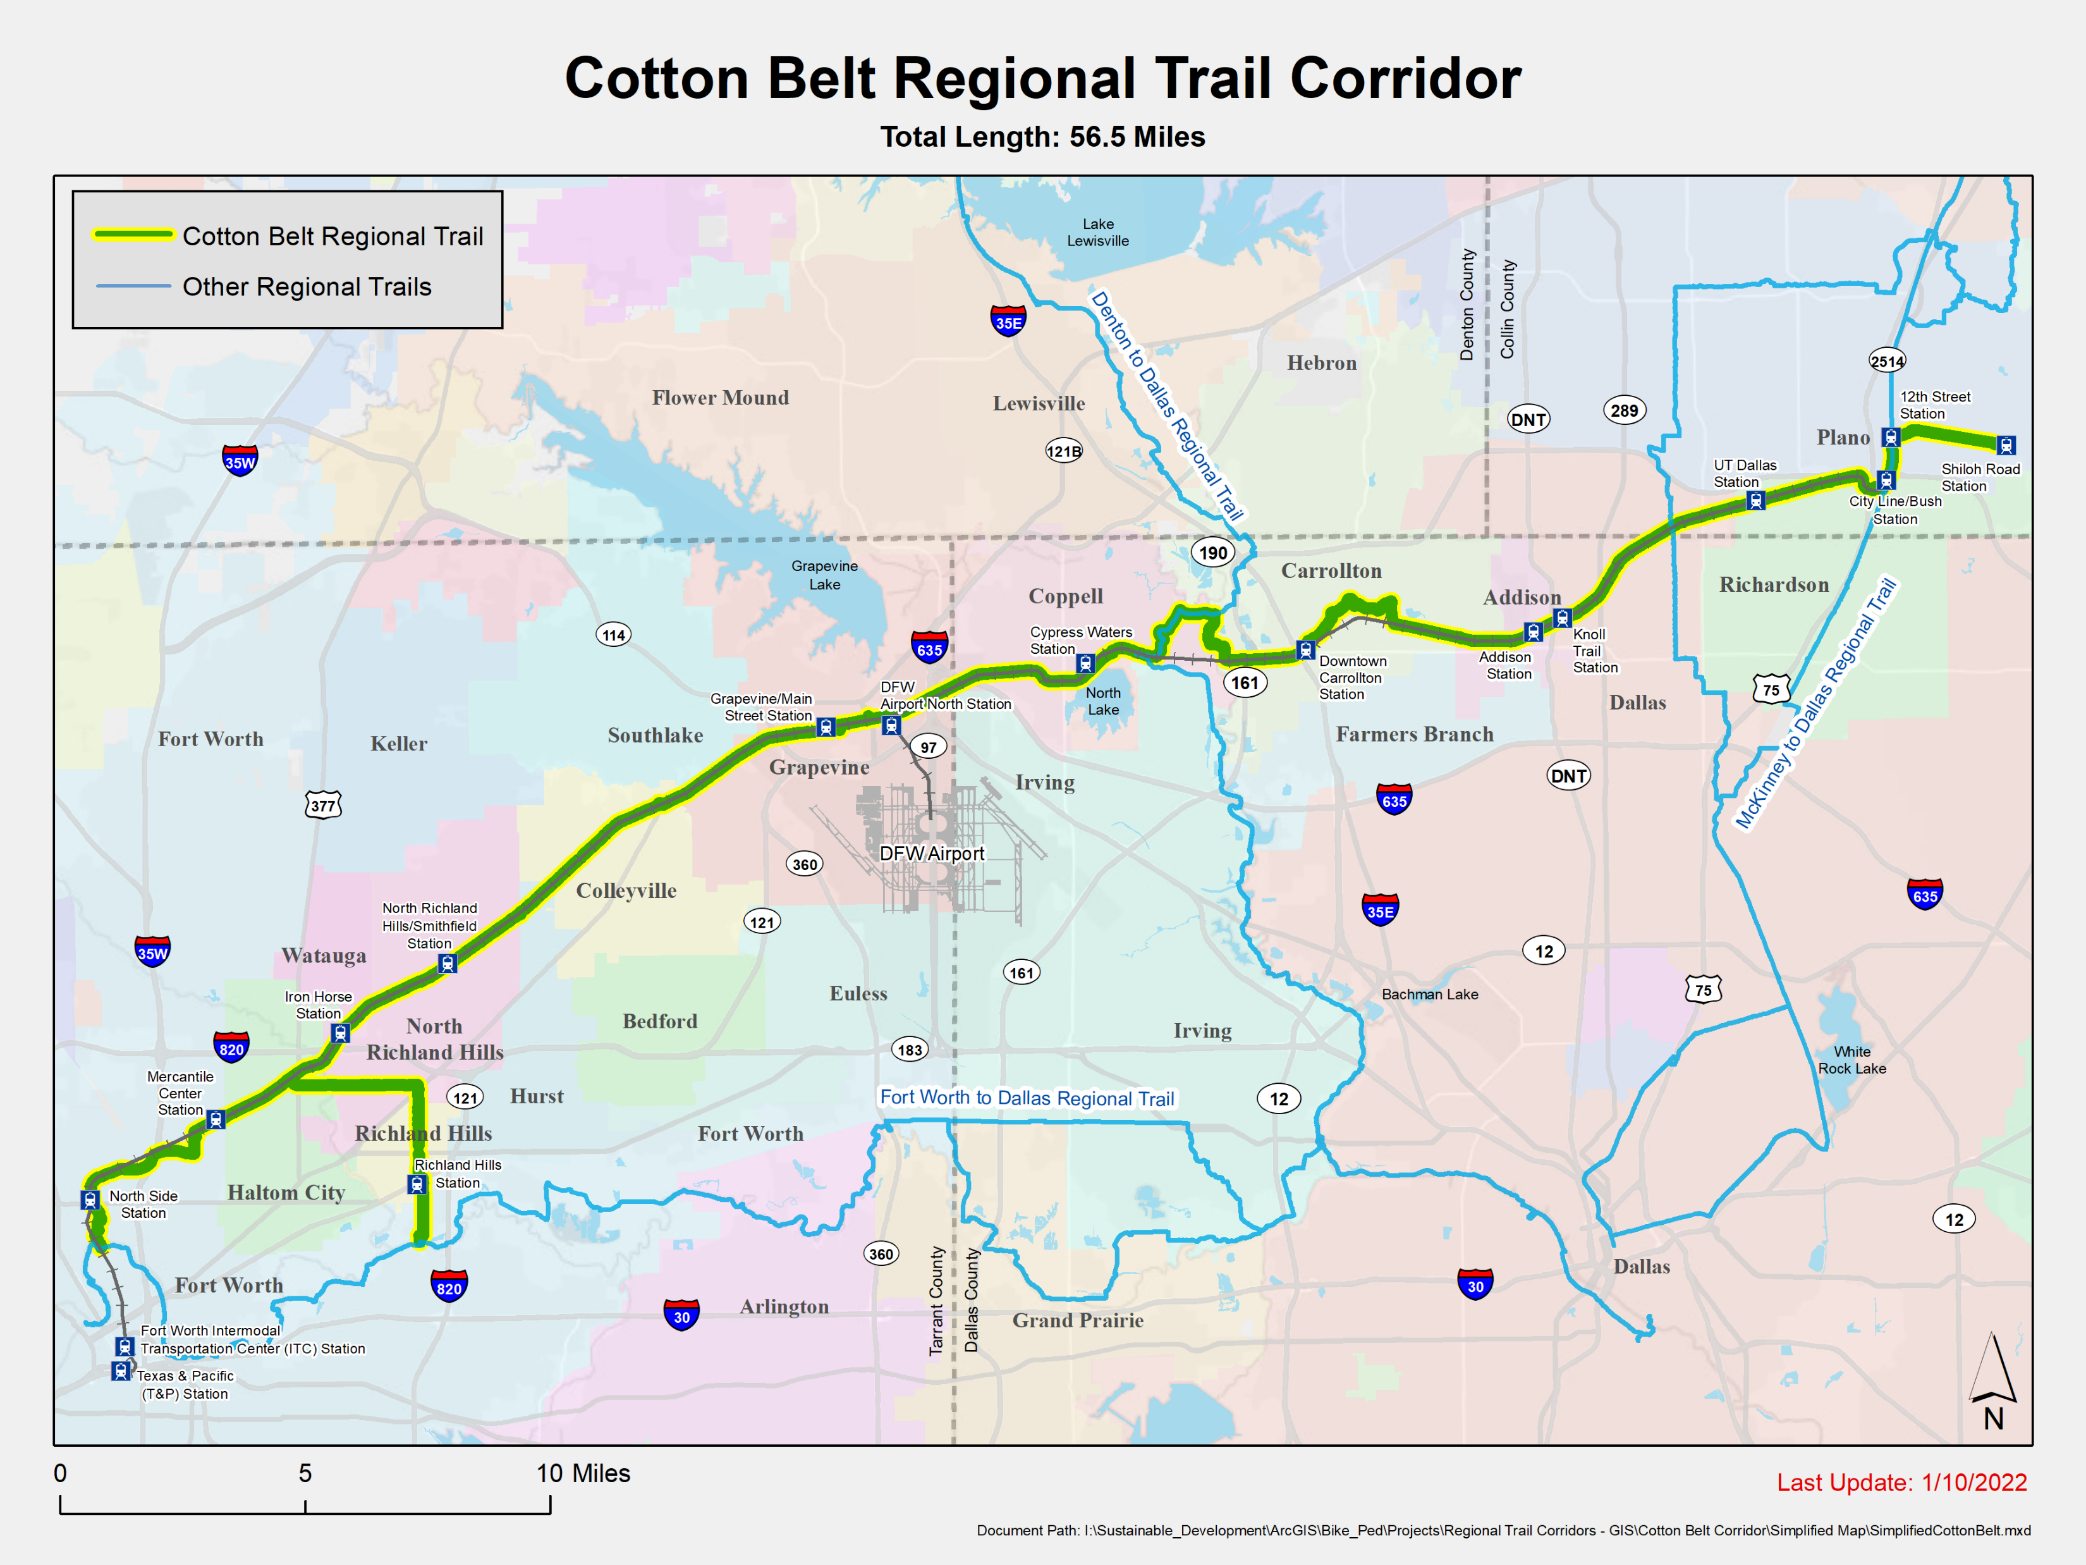 Cotton Belt Regional Trail Corridor
Total Length: 56.5 Miles
Cotton Belt Regional Trail
Other Regional Trails
Lake
Lewisville
35E
Denton to Dallas Regional Trail
Denton County
Collin County
Hebron
Flower Mound
Lewisville
121B
DNT
289
2514
12th Street
Station
Plano
Shiloh Road
Station
UT Dallas
Station
City Line/Bush
Station
35W
190
Grapevine
Lake
Coppell
Carrollton
Addison
Richardson
114
635
Cypress Waters
Station
Knoll
Trail
Station
Addison
Station
Downtown
Carrollton
Station
161
North
Lake
75
McKinney to Dallas Regional Trail
DFW
Airport North Station
Grapevine/Main
Street Station
Dallas
Fort Worth
Keller
Southlake
97
Farmers Branch
Grapevine
Irving
DNT
377
635
DFW Airport
360
Colleyville
635
35E
121
North Richland
Hills/Smithfield
Station
35W
Watauga
12
161
75
Iron Horse
Station
Euless
Bachman Lake
Bedford
North
Richland Hills
Irving
820
183
White
Rock Lake
Mercantile
Center
Station
121
Hurst
Fort Worth to Dallas Regional Trail
12
Richland Hills
Fort Worth
Richland Hills
Station
Haltom City
North Side
Station
12
360
Tarrant County
Dallas County
Dallas
Fort Worth
820
30
30
Arlington
Grand Prairie
Fort Worth Intermodal
Transportation Center (ITC) Station
Texas & Pacific
(T&P) Station
N
0 5 10 Miles
Last Update: 1/10/2022
Document Path: I:\Sustainable_Development\ArcGIS\Bike_Ped\Projects\Regional Trail Corridors - GIS\Cotton Belt Corridor\Simplified Map\SimplifiedCottonBelt.mxd